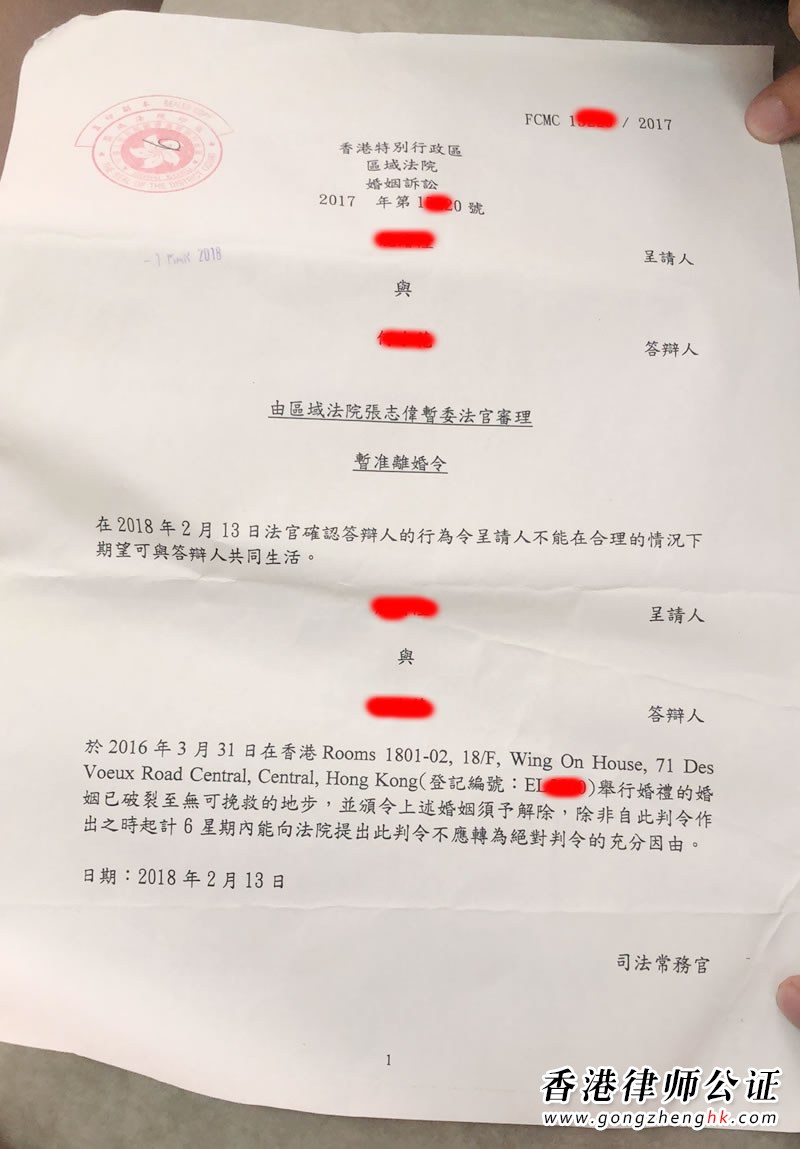 FCMC 1 / 2017
香港特別行政區
區域法院
婚姻訴訟
2017 年第 1 20 號
- 1 MAR 2018
呈請人
與
答辯人
由區域法院張志偉暫委法官審理
暫准離婚令
在 2018 年 2 月 13 日法官確認答辯人的行為令呈請人不能在合理的情況下
期望可與答辯人共同生活。
呈請人
與
答辯人
於 2016 年 3 月 31 日在香港 Rooms 1801-02, 18/F, Wing On House, 71 Des
Voeux Road Central, Central, Hong Kong(登記編號：EL 0)舉行婚禮的婚
姻已破裂至無可挽救的地步，並頒令上述婚姻須予解除，除非自此判令作
出之時起計 6 星期內能向法院提出此判令不應轉為絕對判令的充分因由。
日期：2018 年 2 月 13 日
司法常務官
1
香港律师公证
www.gongzhenghk.com